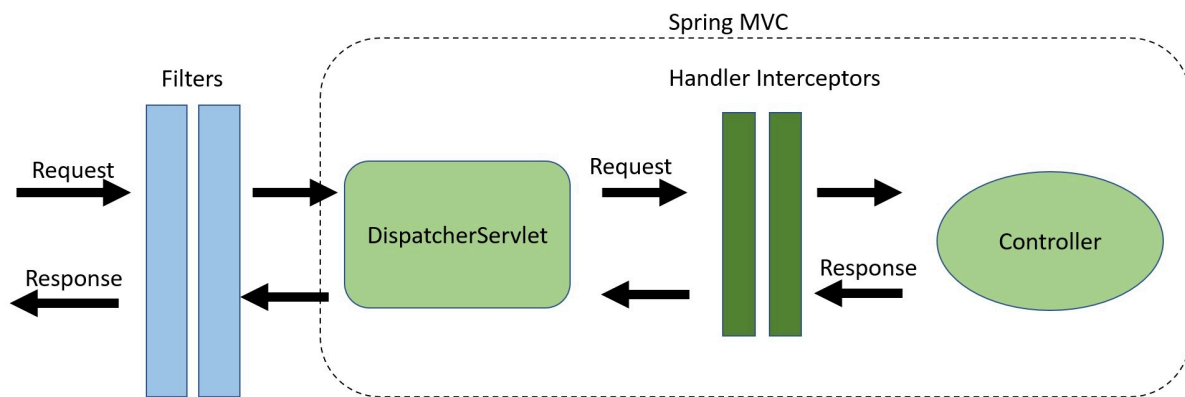 Spring MVC
Filters
Handler Interceptors
Request
Request
DispatcherServlet
Controller
Response
Response